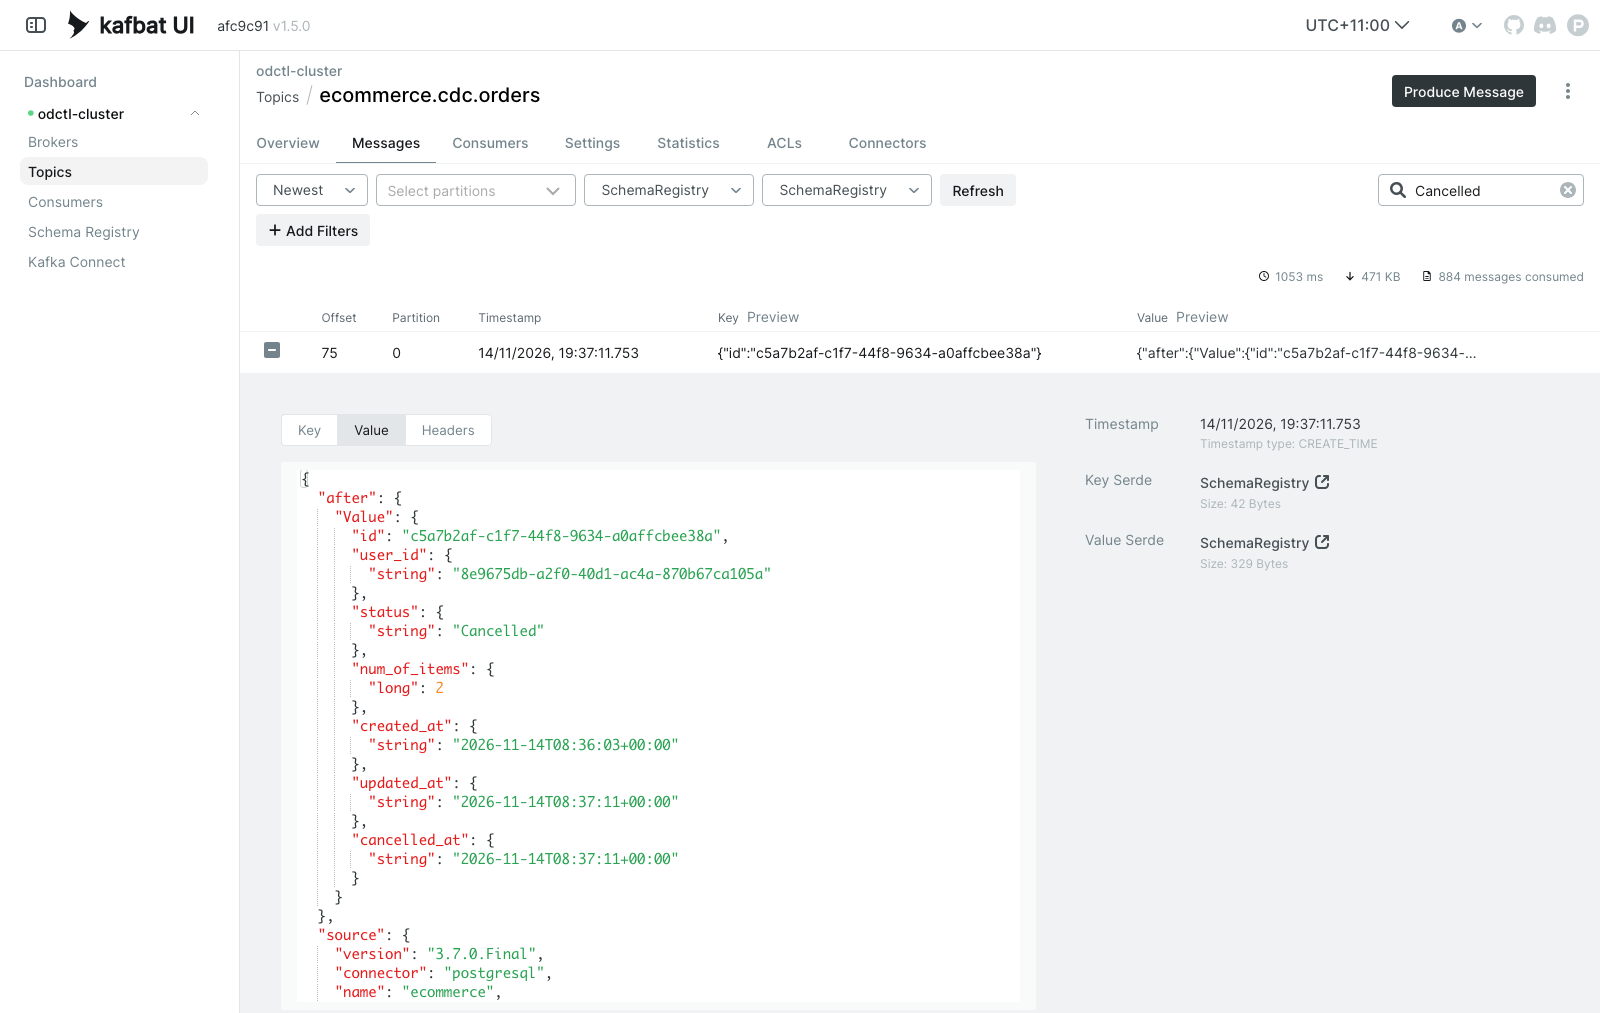 kafbat UI afc9c91 v1.5.0 UTC+11:00 A P
Dashboard
odctl-cluster
Brokers
Topics
Consumers
Schema Registry
Kafka Connect
odctl-cluster
Topics / ecommerce.cdc.orders
Produce Message
Overview Messages Consumers Settings Statistics ACLs Connectors
Newest Select partitions SchemaRegistry SchemaRegistry Refresh Cancelled
+ Add Filters
1053 ms 471 KB 884 messages consumed
Offset Partition Timestamp Key Preview Value Preview
75 0 14/11/2026, 19:37:11.753 {"id":"c5a7b2af-c1f7-44f8-9634-a0affcbee38a"} {"after":{"Value":{"id":"c5a7b2af-c1f7-44f8-9634-...
Key Value Headers
{
"after": {
"Value": {
"id": "c5a7b2af-c1f7-44f8-9634-a0affcbee38a",
"user_id": {
"string": "8e9675db-a2f0-40d1-ac4a-870b67ca105a"
},
"status": {
"string": "Cancelled"
},
"num_of_items": {
"long": 2
},
"created_at": {
"string": "2026-11-14T08:36:03+00:00"
},
"updated_at": {
"string": "2026-11-14T08:37:11+00:00"
},
"cancelled_at": {
"string": "2026-11-14T08:37:11+00:00"
}
}
},
"source": {
"version": "3.7.0.Final",
"connector": "postgresql",
"name": "ecommerce",
Timestamp 14/11/2026, 19:37:11.753
Timestamp type: CREATE_TIME
Key Serde SchemaRegistry
Size: 42 Bytes
Value Serde SchemaRegistry
Size: 329 Bytes